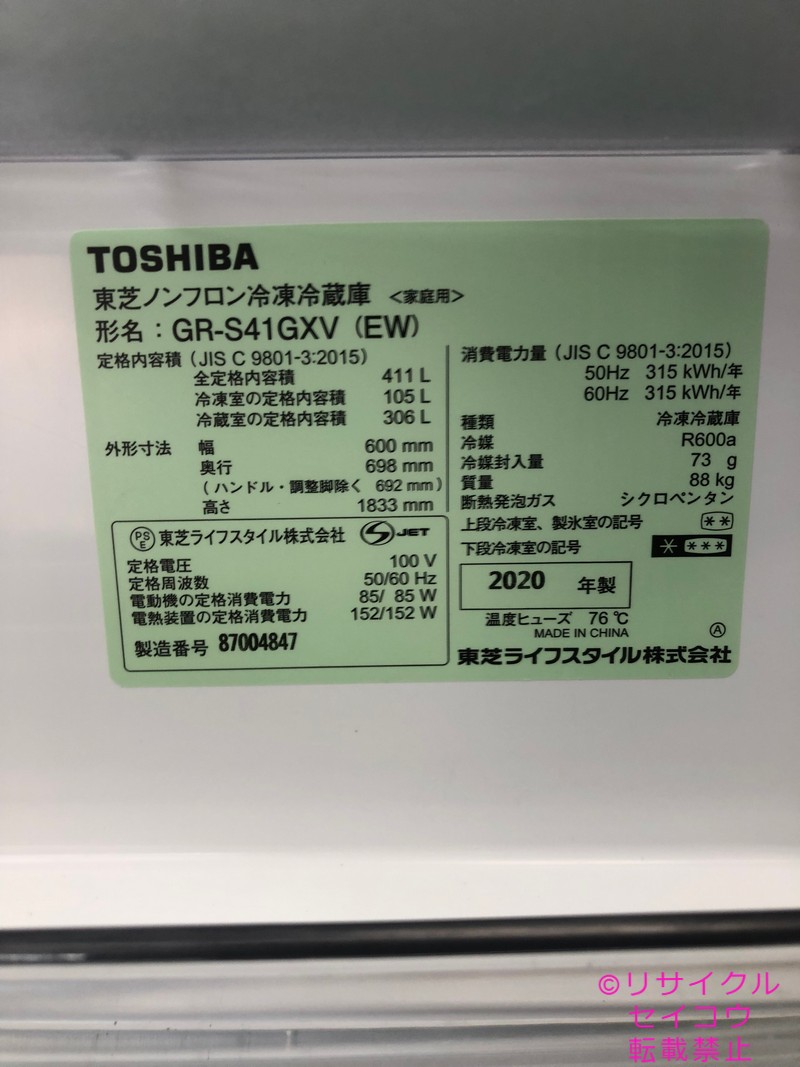 TOSHIBA
東芝ノンフロン冷凍冷蔵庫 <家庭用>
形名：GR-S41GXV (EW)
定格内容積 (JIS C 9801-3:2015)
全定格内容積 411 L
冷凍室の定格内容積 105 L
冷蔵室の定格内容積 306 L
外形寸法 幅 600 mm
奥行 698 mm
(ハンドル・調整脚除く 692 mm)
高さ 1833 mm
PS
E 東芝ライフスタイル株式会社 S JET
定格電圧 100 V
定格周波数 50/60 Hz
電動機の定格消費電力 85/ 85 W
電熱装置の定格消費電力 152/152 W
製造番号 87004847
消費電力量 (JIS C 9801-3:2015)
50Hz 315 kWh/年
60Hz 315 kWh/年
種類 冷凍冷蔵庫
冷媒 R600a
冷媒封入量 73 g
質量 88 kg
断熱発泡ガス シクロペンタン
上段冷凍室、製氷室の記号 **
下段冷凍室の記号 * ***
2020 年製
温度ヒューズ 76 ℃
MADE IN CHINA Ⓐ
東芝ライフスタイル株式会社
©リサイクル
セイコウ
転載禁止